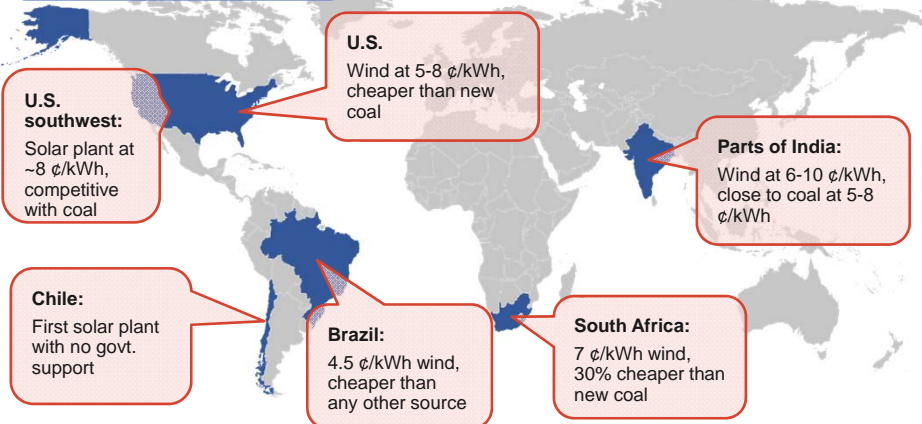 U.S.
Wind at 5-8 ¢/kWh,
cheaper than new
coal
U.S.
southwest:
Solar plant at
~8 ¢/kWh,
competitive
with coal
Parts of India:
Wind at 6-10 ¢/kWh,
close to coal at 5-8
¢/kWh
Chile:
First solar plant
with no govt.
support
Brazil:
4.5 ¢/kWh wind,
cheaper than
any other source
South Africa:
7 ¢/kWh wind,
30% cheaper than
new coal